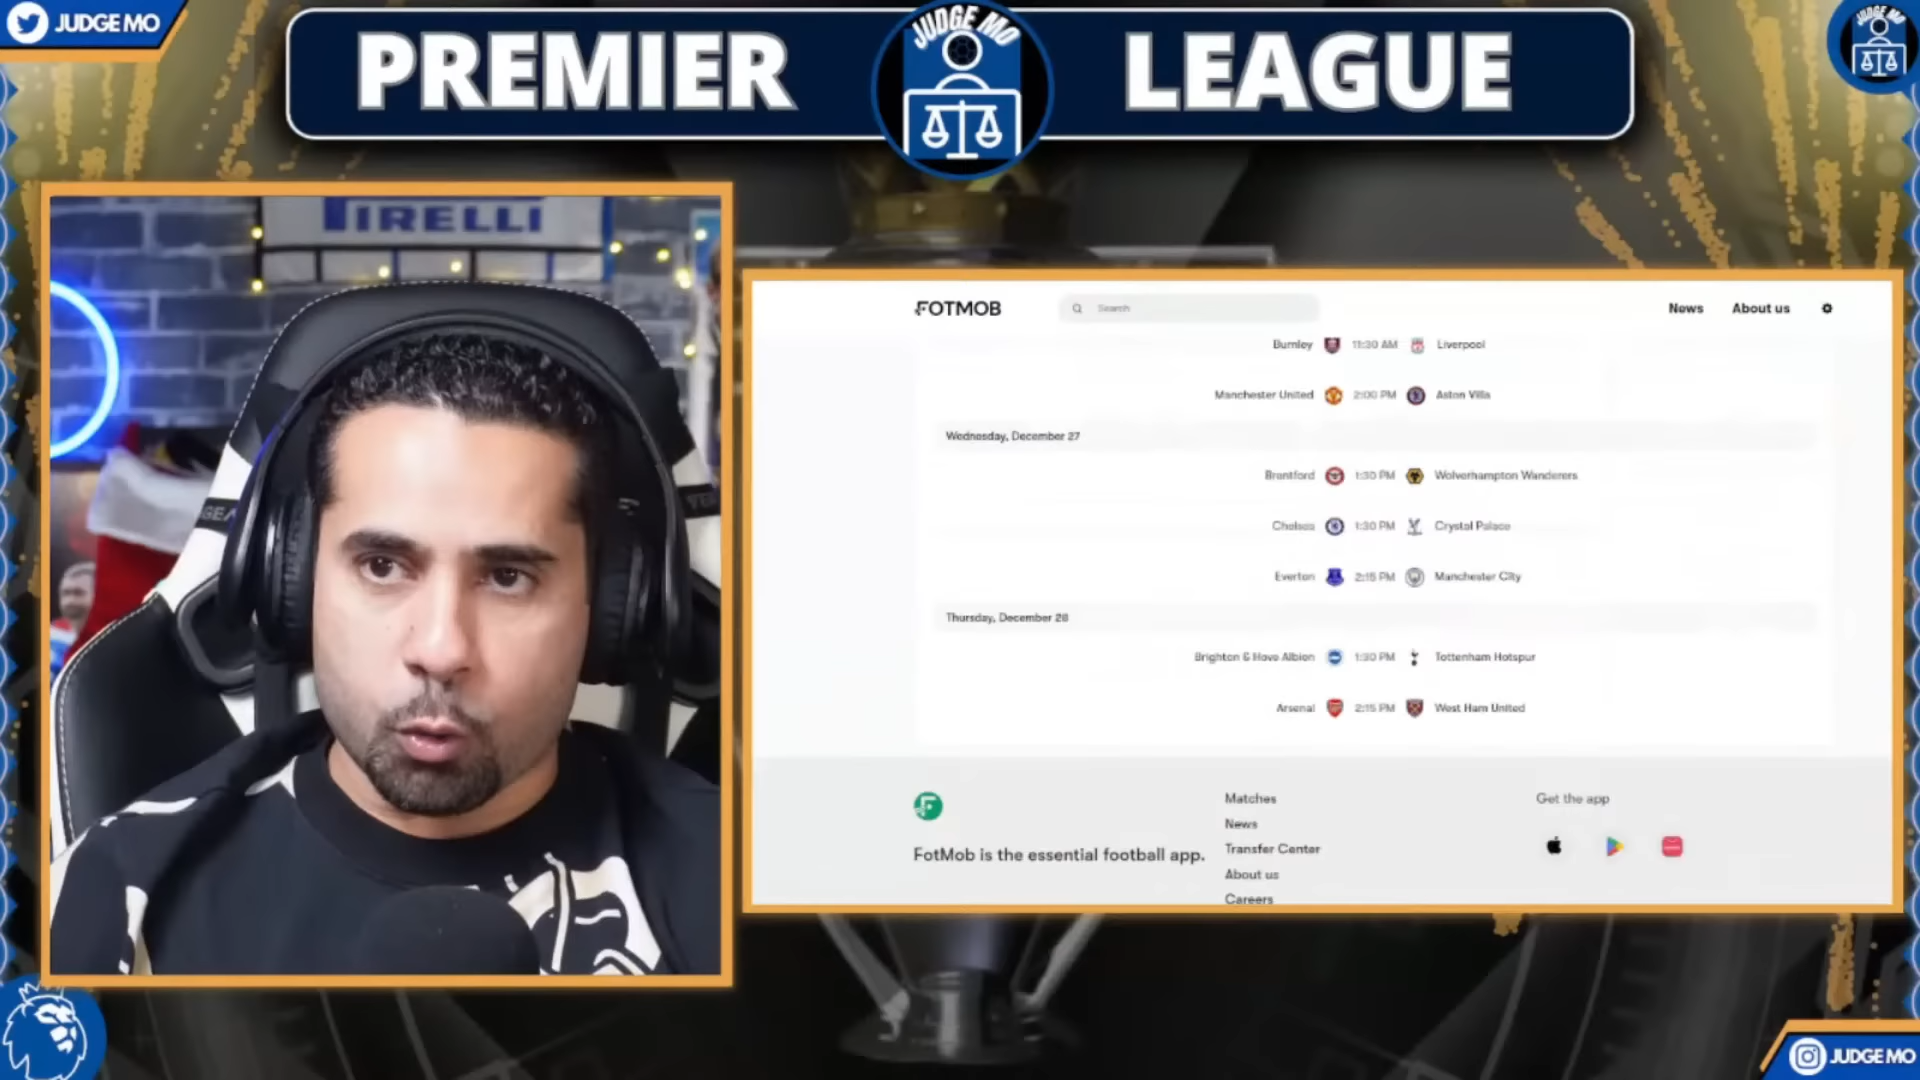 JUDGE MO
PREMIER
JUDGE MO
LEAGUE
JUDGE MO
PIRELLI
FOTMOB
Search
News
About us
Burnley 11:30 AM Liverpool
Manchester United 2:00 PM Aston Villa
Wednesday, December 27
Brentford 1:30 PM Wolverhampton Wanderers
Chelsea 1:30 PM Crystal Palace
Everton 2:15 PM Manchester City
Thursday, December 28
Brighton & Hove Albion 1:30 PM Tottenham Hotspur
Arsenal 2:15 PM West Ham United
FotMob is the essential football app.
Matches
News
Transfer Center
About us
Careers
Get the app
JUDGE MO